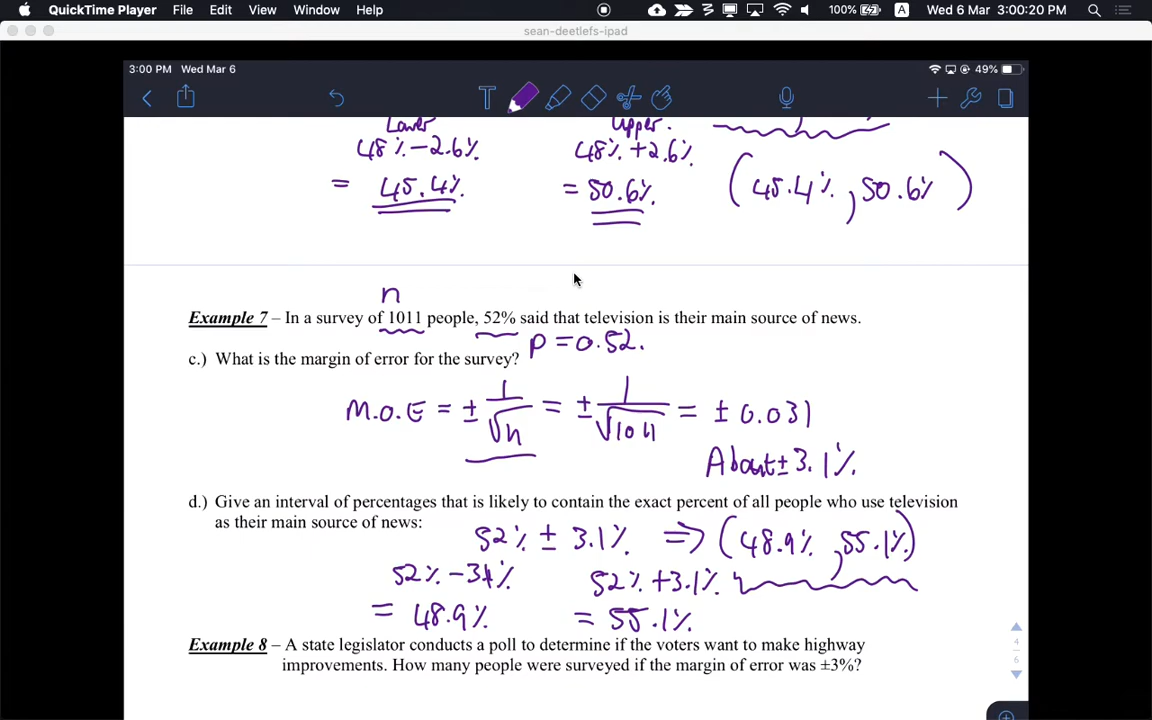 QuickTime Player File Edit View Window Help 100% A Wed 6 Mar 3:00:20 PM
sean-deetlefs-ipad
3:00 PM Wed Mar 6 49%
T
Lower Upper.
48% - 2.6% 48% + 2.6%
= 45.4% = 50.6% (45.4%, 50.6%)
n
Example 7 – In a survey of 1011 people, 52% said that television is their main source of news.
p = 0.52.
c.) What is the margin of error for the survey?
M.O.E = ± 1/√n = ± 1/√1011 = ± 0.031
About ± 3.1%
d.) Give an interval of percentages that is likely to contain the exact percent of all people who use television
as their main source of news:
52% ± 3.1% ⇒ (48.9%, 55.1%)
52% - 3.1% 52% + 3.1%
= 48.9% = 55.1%
Example 8 – A state legislator conducts a poll to determine if the voters want to make highway
improvements. How many people were surveyed if the margin of error was ±3%?
4
6